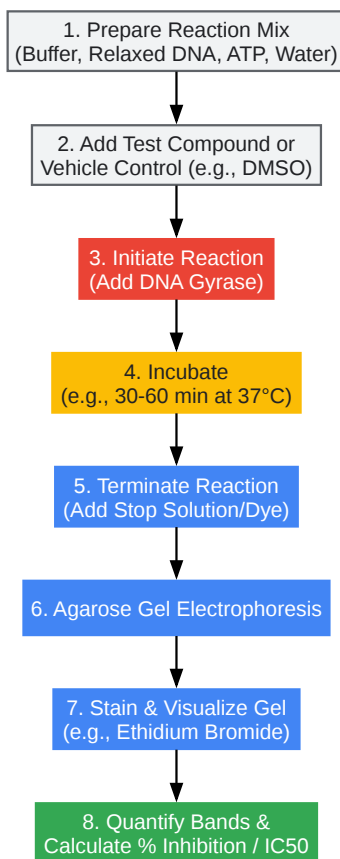 1. Prepare Reaction Mix
(Buffer, Relaxed DNA, ATP, Water)
2. Add Test Compound or
Vehicle Control (e.g., DMSO)
3. Initiate Reaction
(Add DNA Gyrase)
4. Incubate
(e.g., 30-60 min at 37°C)
5. Terminate Reaction
(Add Stop Solution/Dye)
6. Agarose Gel Electrophoresis
7. Stain & Visualize Gel
(e.g., Ethidium Bromide)
8. Quantify Bands &
Calculate % Inhibition / IC50